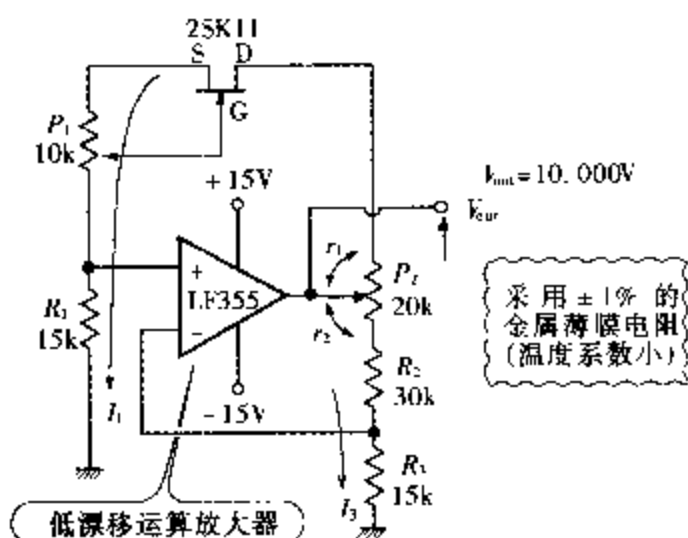 2SK11
S D
G
P₁
10k
+15V
Vout=10.000V
Vout
r₁
P₂
20k
R₁
15k
+
LF355
−
r₂
采用±1%的
金属薄膜电阻
(温度系数小)
R₂
30k
−15V
I₁
R₃
15k
I₃
低漂移运算放大器